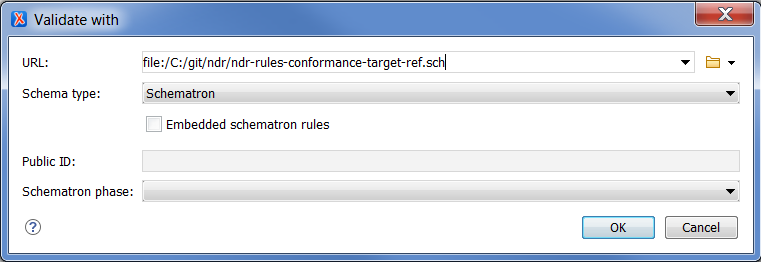 Validate with
URL: file:/C:/git/ndr/ndr-rules-conformance-target-ref.sch
Schema type: Schematron
Embedded schematron rules
Public ID:
Schematron phase:
? OK Cancel